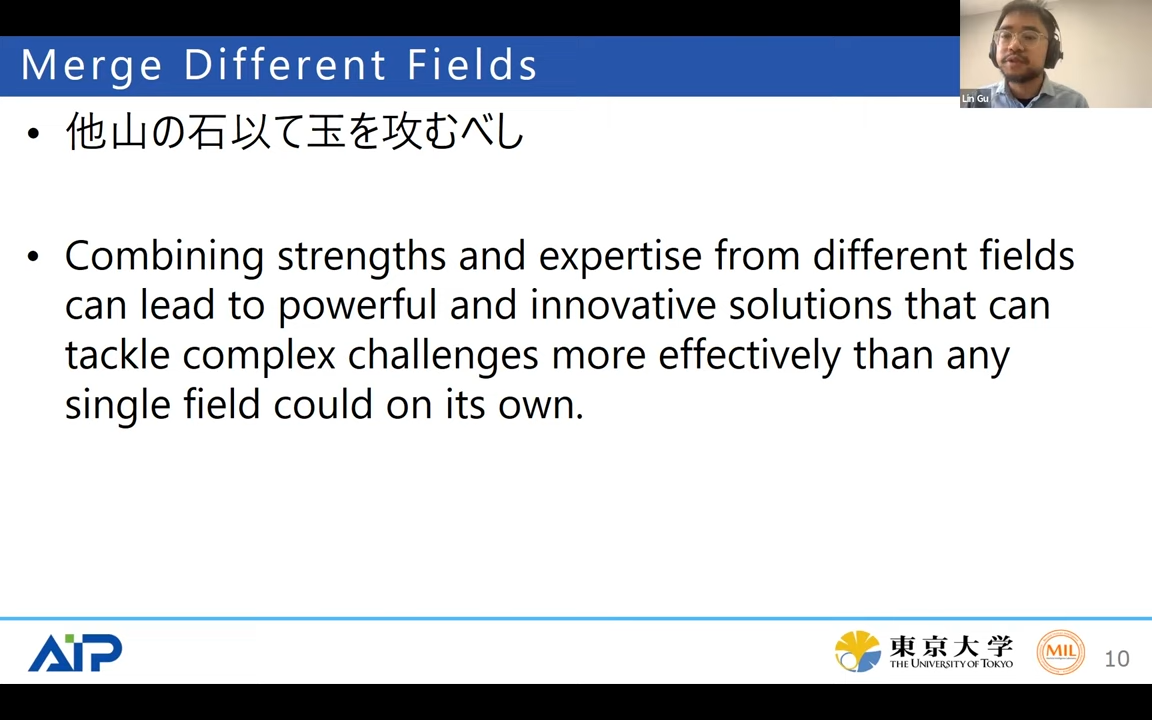 Merge Different Fields
Lin Gu
• 他山の石以て玉を攻むべし
• Combining strengths and expertise from different fields
can lead to powerful and innovative solutions that can
tackle complex challenges more effectively than any
single field could on its own.
AIP
東京大学
THE UNIVERSITY OF TOKYO
MIL
10